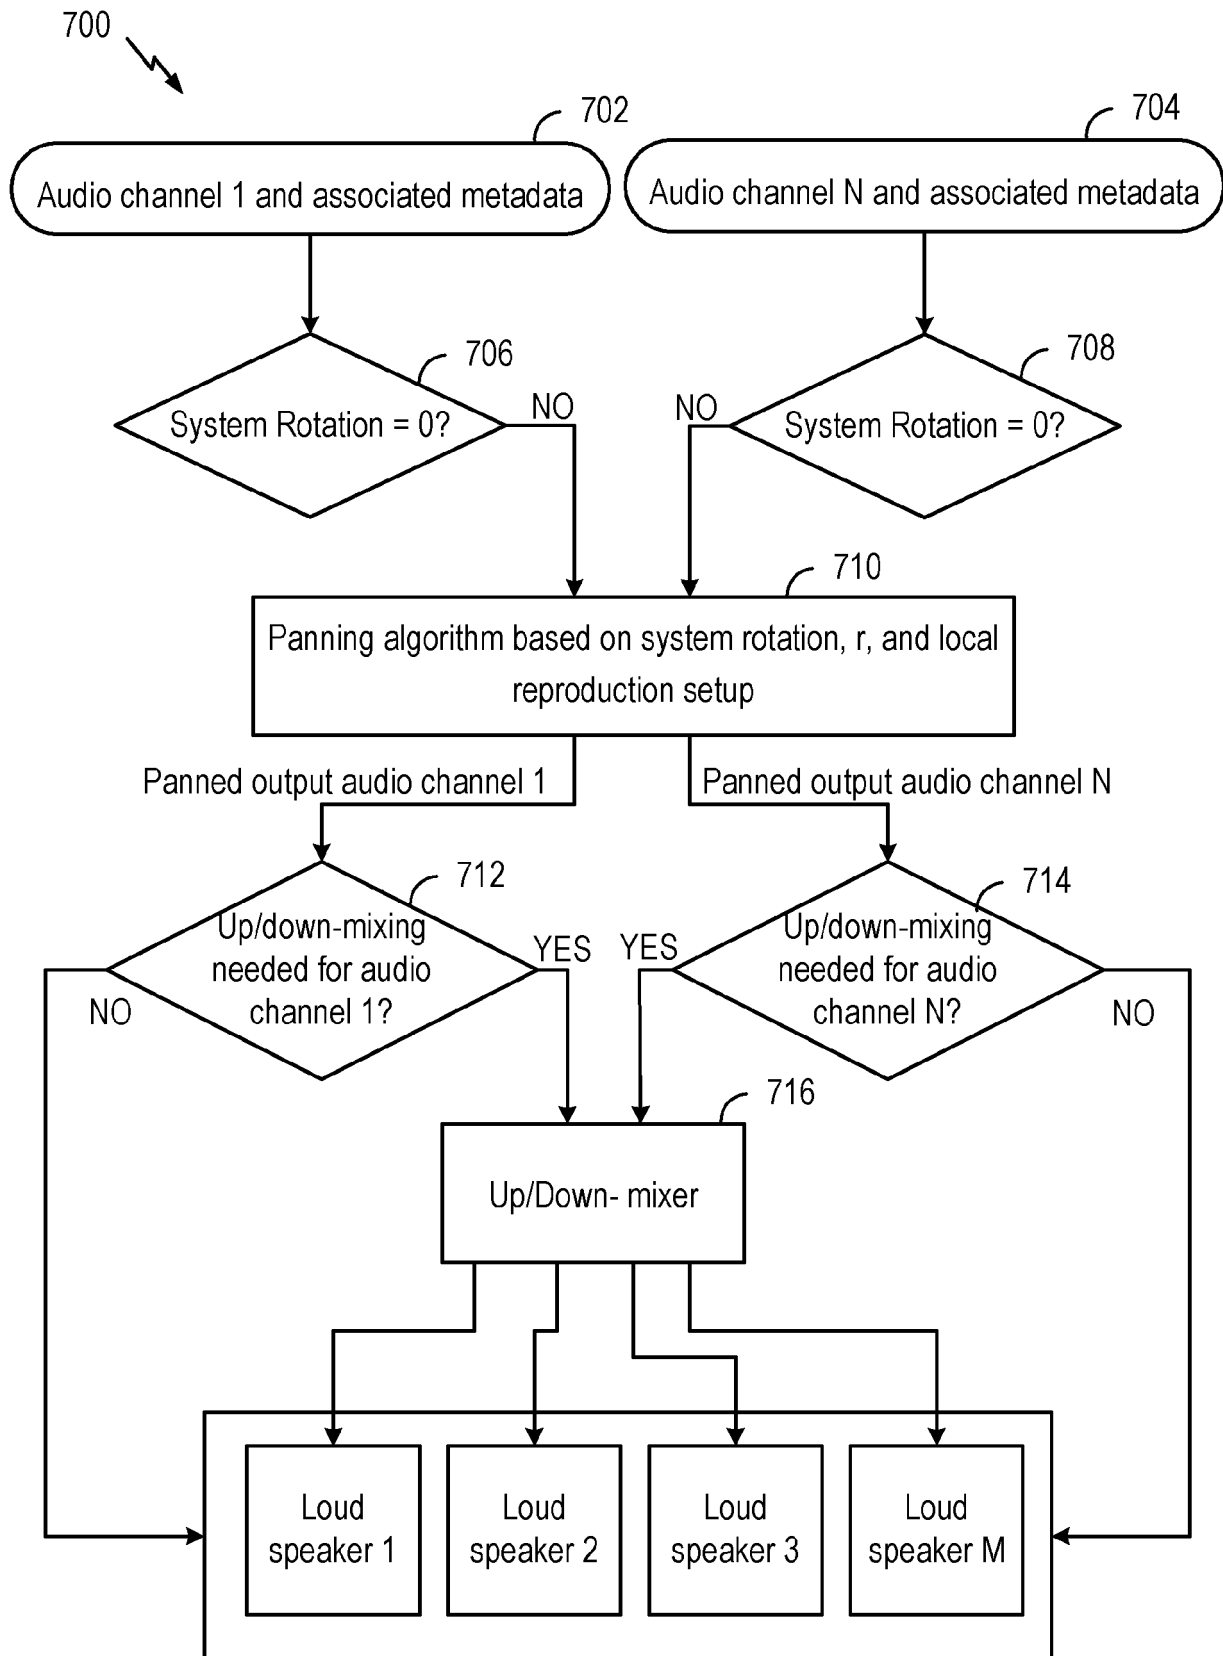 700
702
704
Audio channel 1 and associated metadata
Audio channel N and associated metadata
706
708
System Rotation = 0?
NO
NO
System Rotation = 0?
710
Panning algorithm based on system rotation, r, and local
reproduction setup
Panned output audio channel 1
Panned output audio channel N
712
714
Up/down-mixing
needed for audio
channel 1?
YES
YES
Up/down-mixing
needed for audio
channel N?
NO
NO
716
Up/Down- mixer
Loud
speaker 1
Loud
speaker 2
Loud
speaker 3
Loud
speaker M